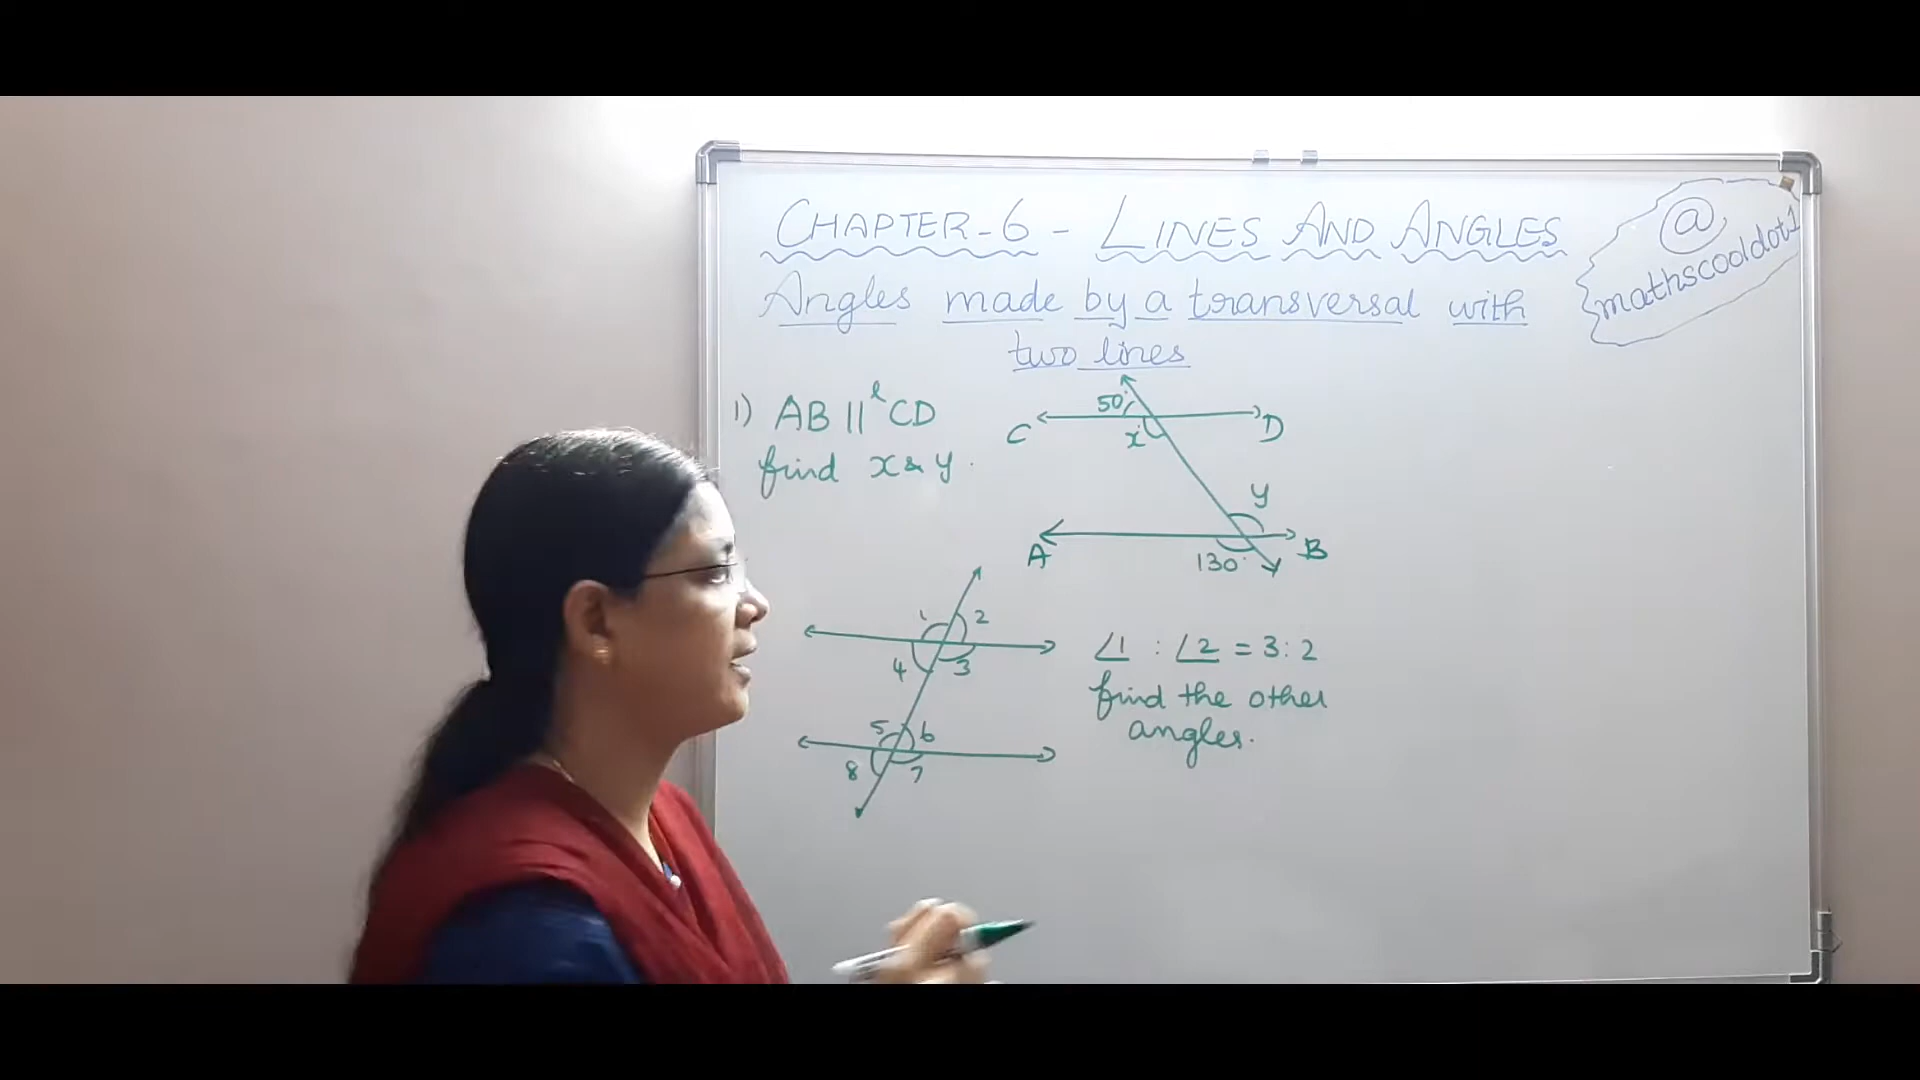 CHAPTER-6 - LINES AND ANGLES
@mathscooldot1
Angles made by a transversal with
two lines
1) AB ||ˡ CD
find x & y.
50°
C
D
x
y
A
B
130°
1
2
4
3
5
6
8
7
∠1 : ∠2 = 3:2
find the other
angles.